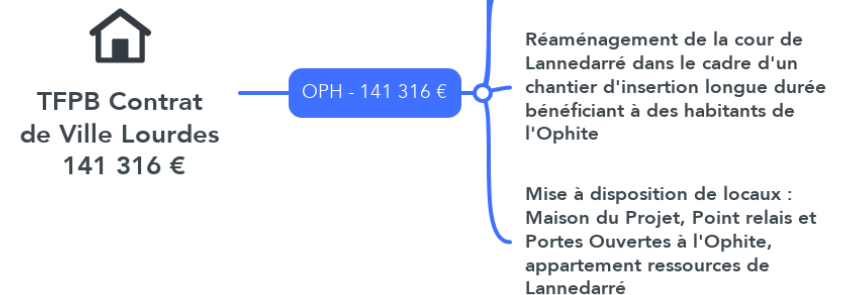 TFPB Contrat
de Ville Lourdes
141 316 €
OPH - 141 316 €
Réaménagement de la cour de
Lannedarré dans le cadre d'un
chantier d'insertion longue durée
bénéficiant à des habitants de
l'Ophite
Mise à disposition de locaux :
Maison du Projet, Point relais et
Portes Ouvertes à l'Ophite,
appartement ressources de
Lannedarré